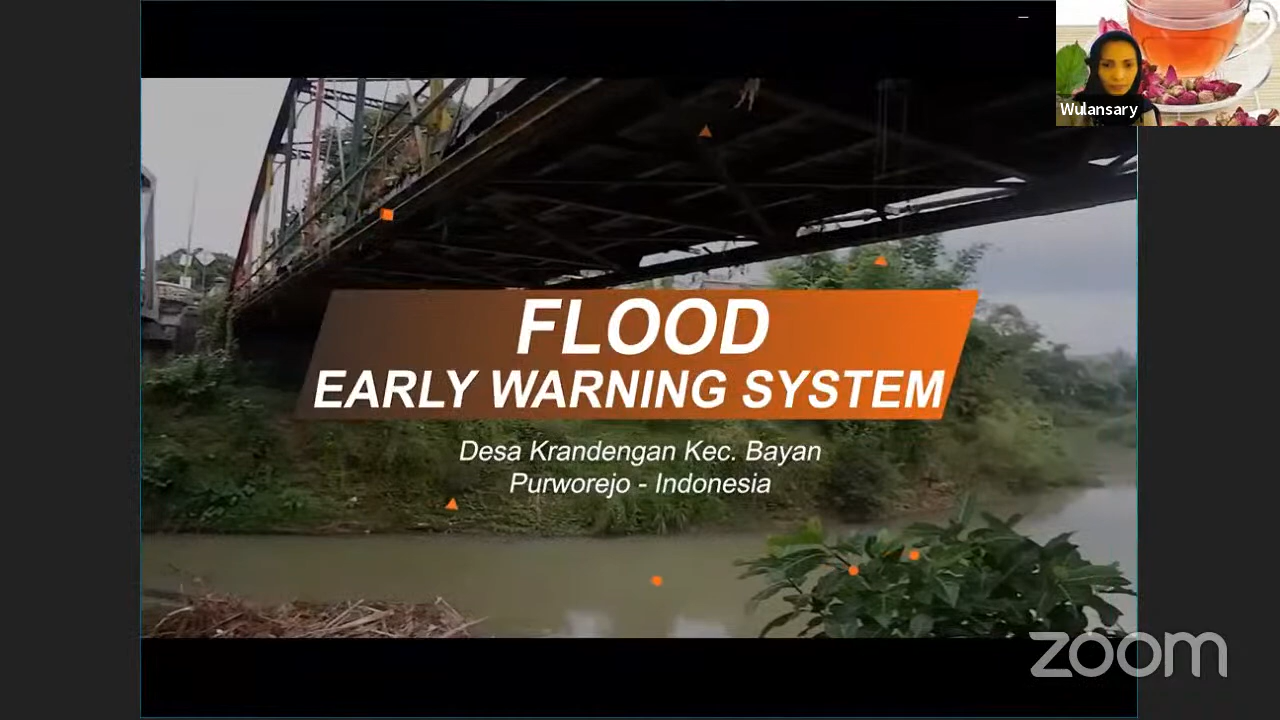 Wulansary
FLOOD
EARLY WARNING SYSTEM
Desa Krandengan Kec. Bayan
Purworejo - Indonesia
zoom